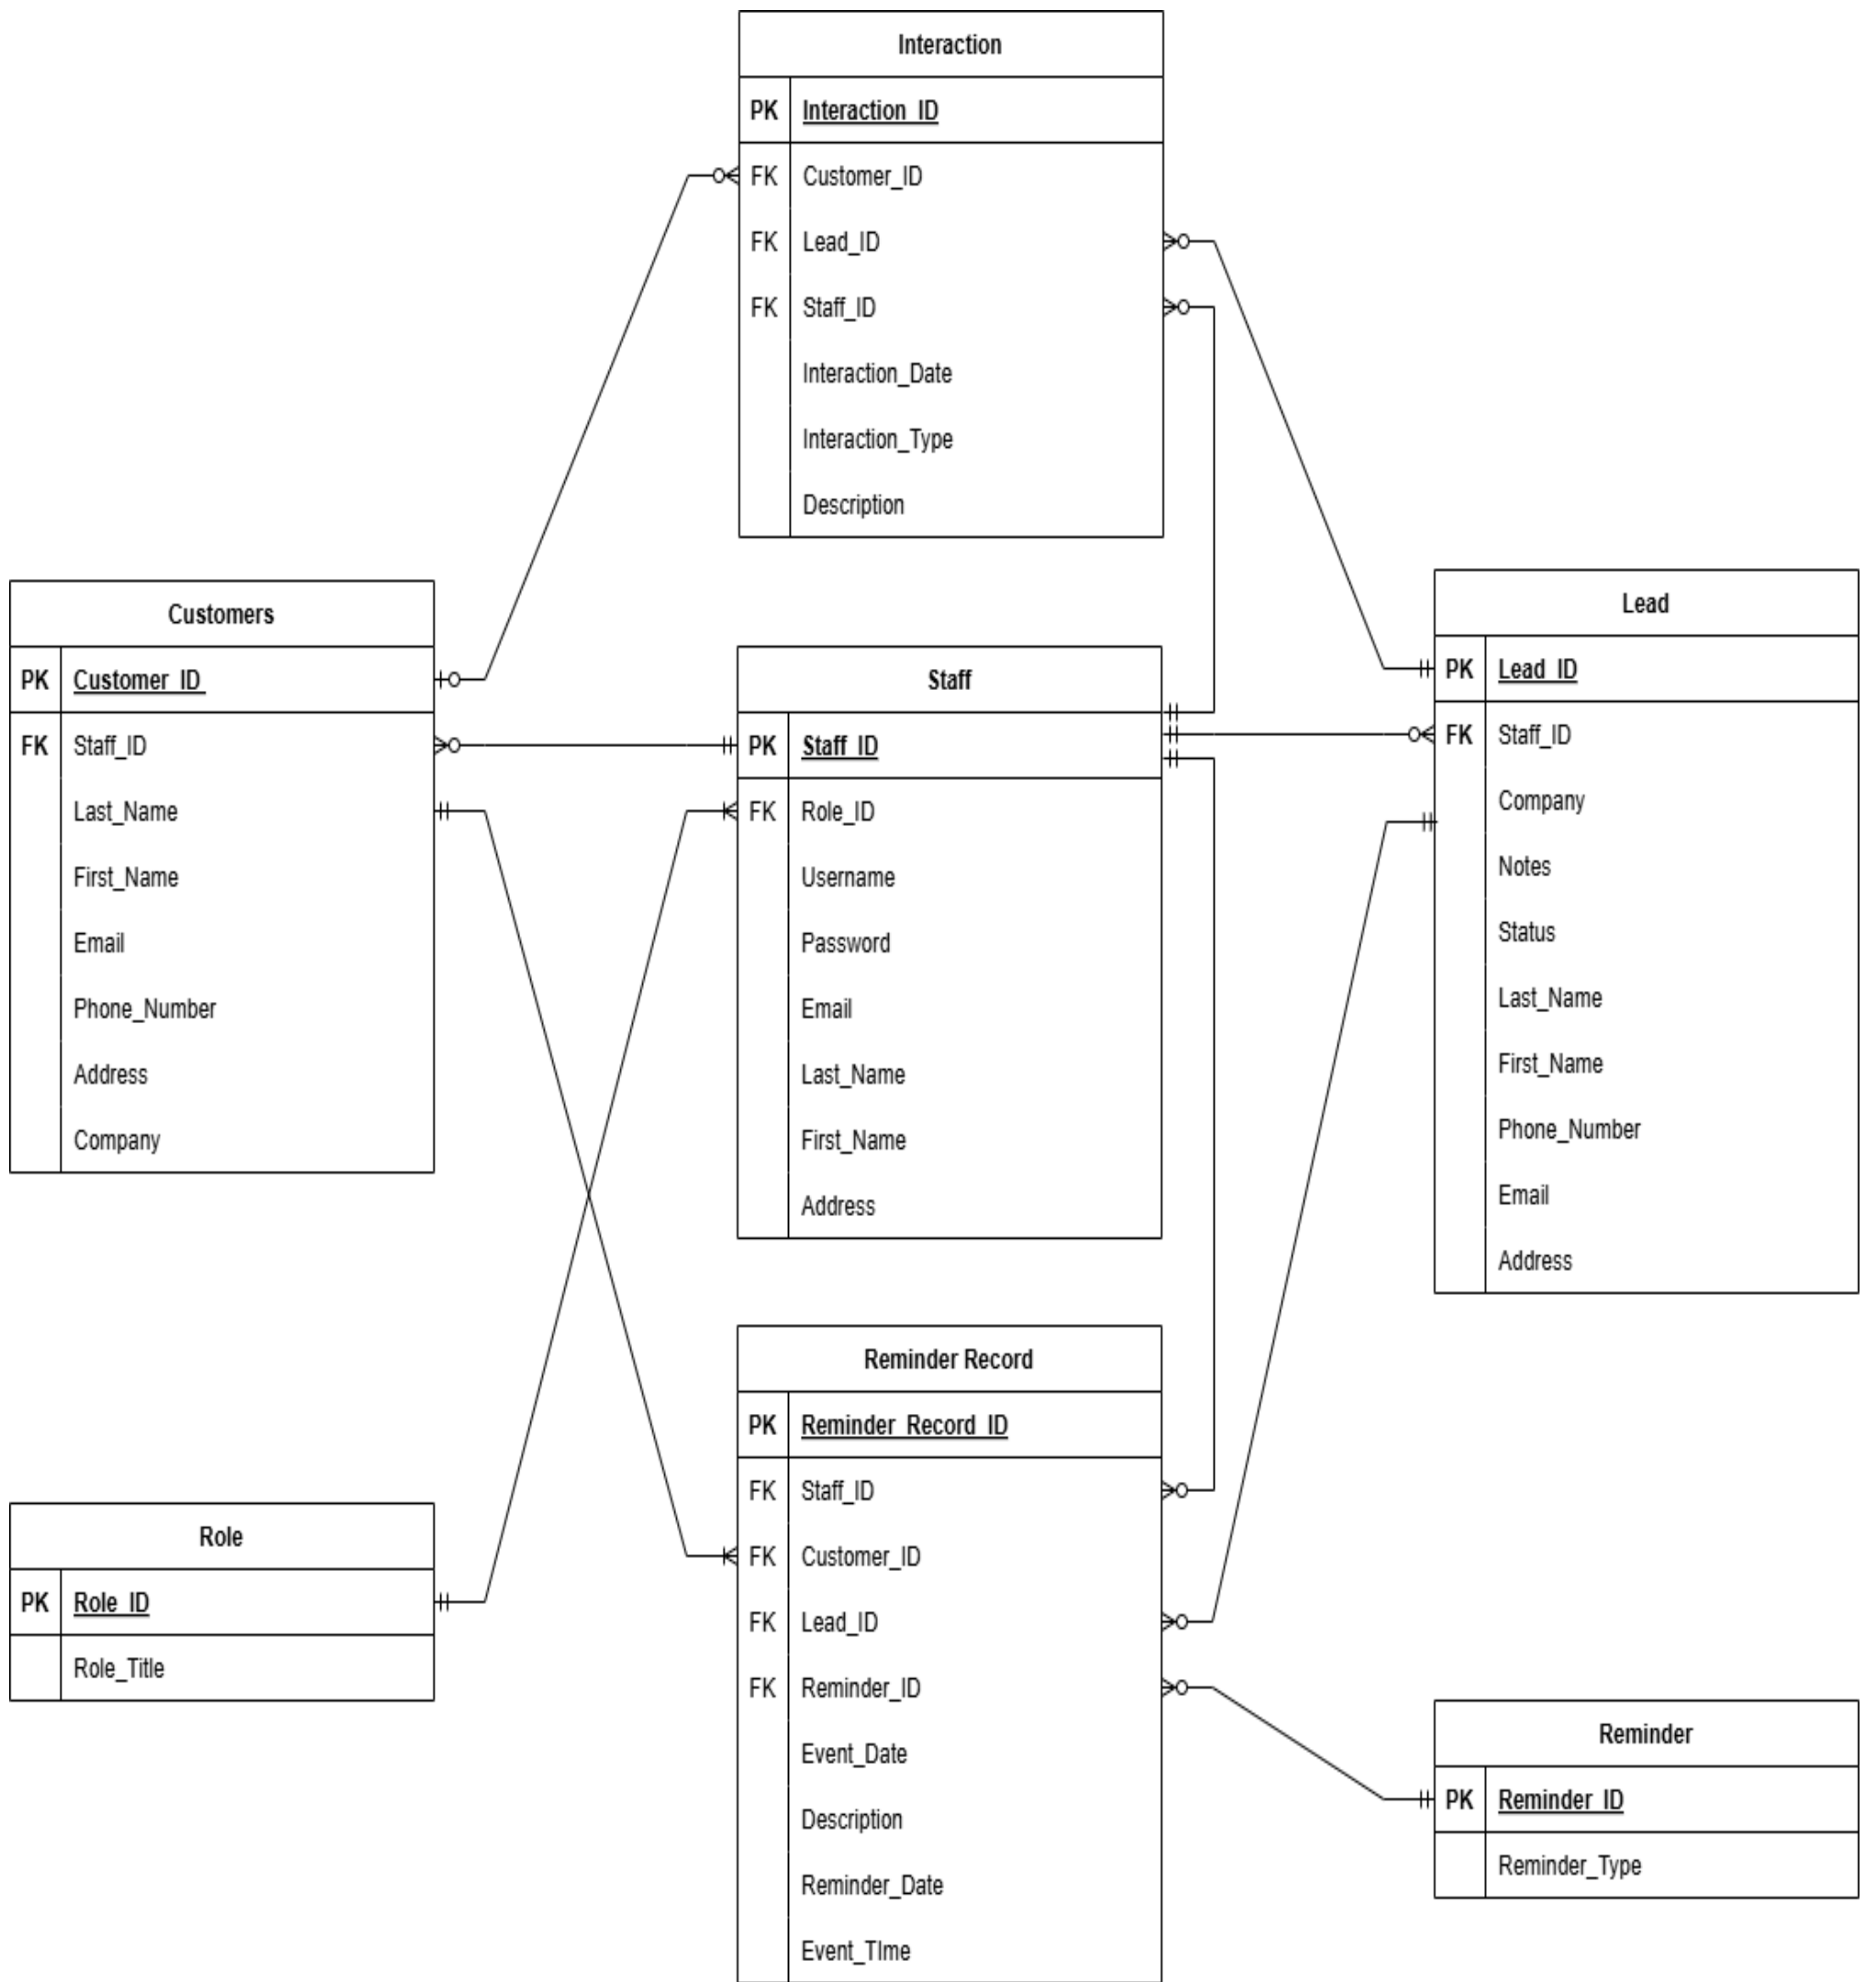 Interaction
PK Interaction_ID
FK Customer_ID
FK Lead_ID
FK Staff_ID
Interaction_Date
Interaction_Type
Description
Customers
PK Customer_ID
FK Staff_ID
Last_Name
First_Name
Email
Phone_Number
Address
Company
Staff
PK Staff_ID
FK Role_ID
Username
Password
Email
Last_Name
First_Name
Address
Lead
PK Lead_ID
FK Staff_ID
Company
Notes
Status
Last_Name
First_Name
Phone_Number
Email
Address
Role
PK Role_ID
Role_Title
Reminder Record
PK Reminder_Record_ID
FK Staff_ID
FK Customer_ID
FK Lead_ID
FK Reminder_ID
Event_Date
Description
Reminder_Date
Event_TIme
Reminder
PK Reminder_ID
Reminder_Type